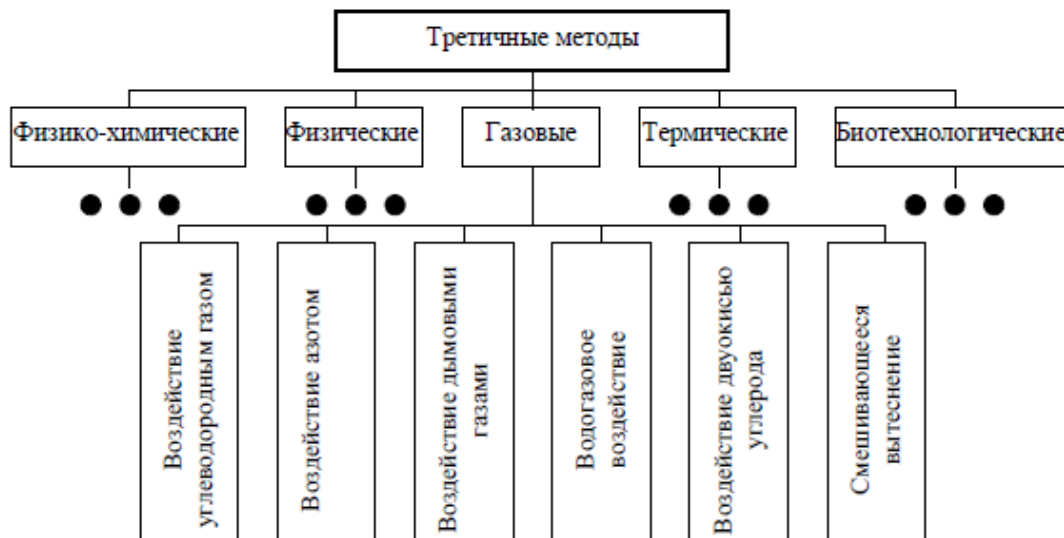 Третичные методы
Физико-химические
Физические
Газовые
Термические
Биотехнологические
Воздействие
углеводородным газом
Воздействие азотом
Воздействие дымовыми
газами
Водогазовое
воздействие
Воздействие двуокисью
углерода
Смешивающееся
вытеснение